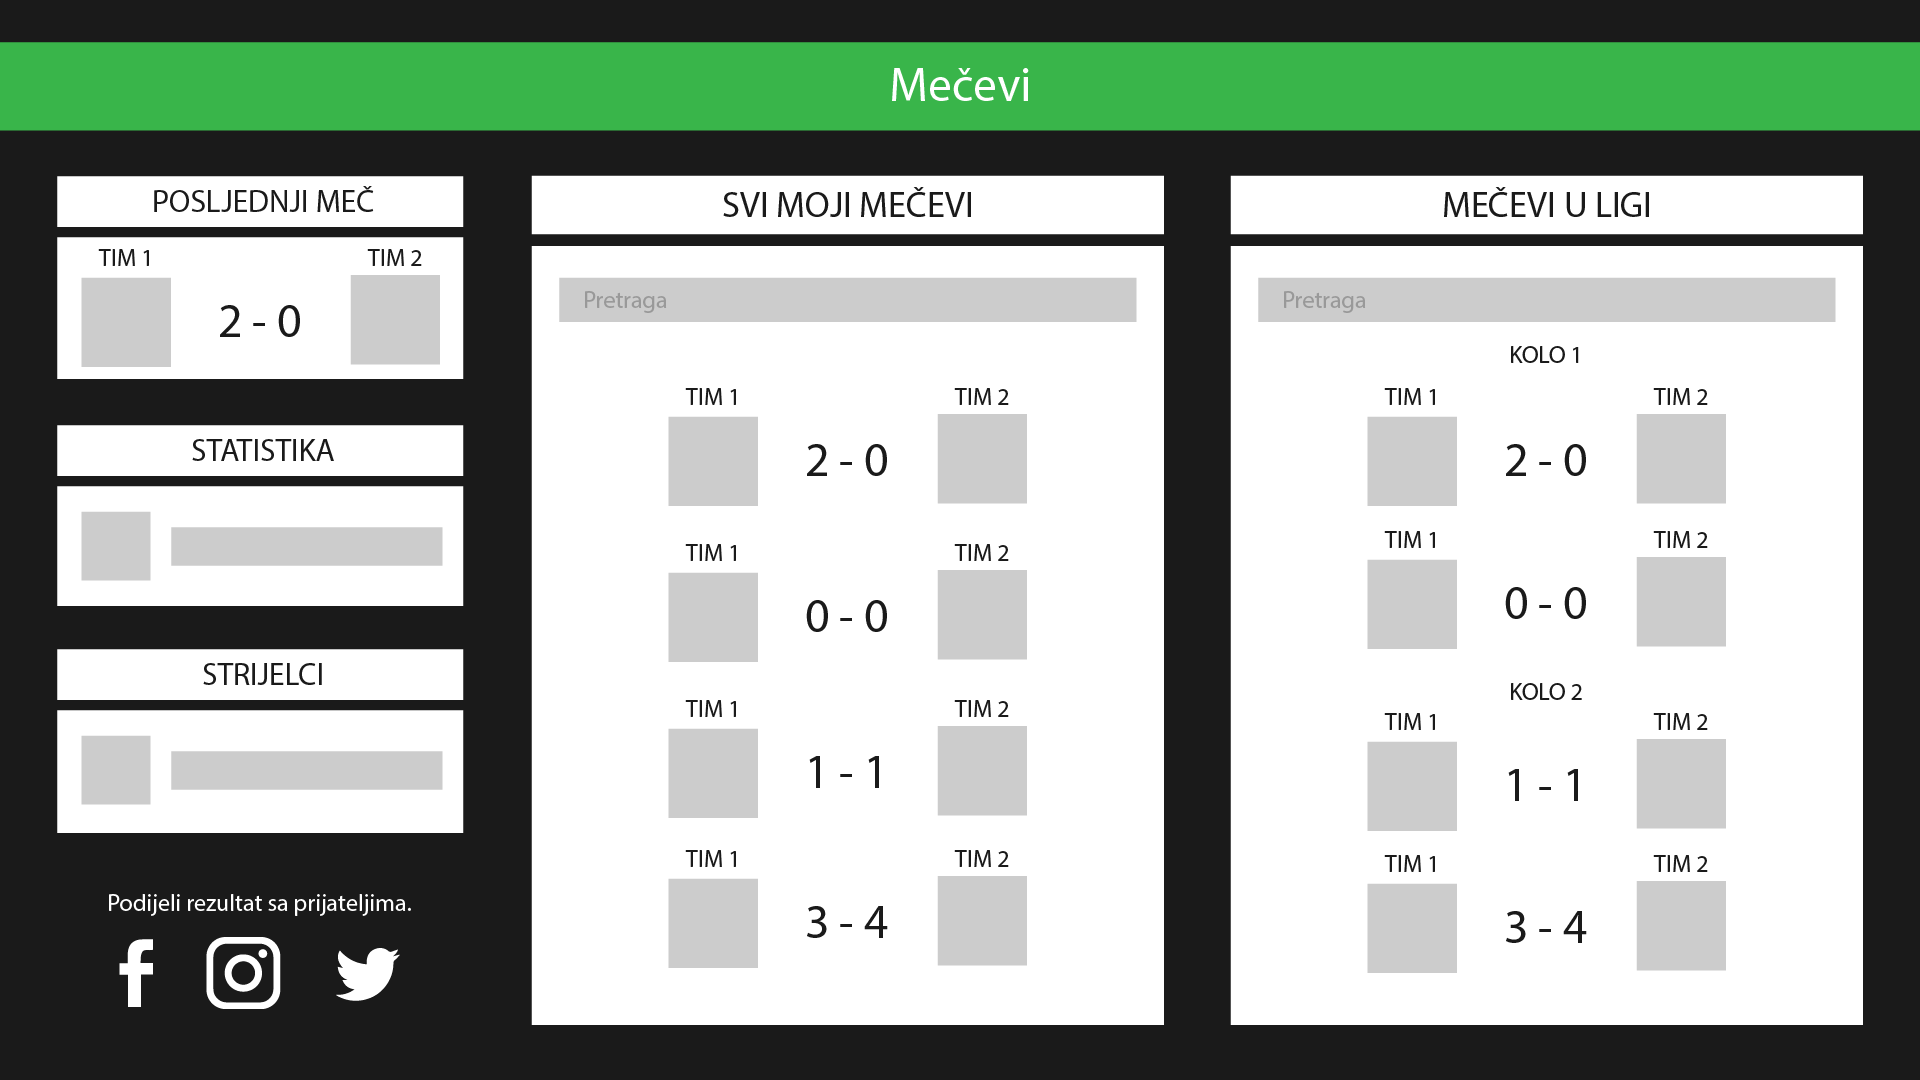 Mečevi
POSLJEDNJI MEČ
TIM 1
TIM 2
2 - 0
STATISTIKA
STRIJELCI
Podijeli rezultat sa prijateljima.
SVI MOJI MEČEVI
Pretraga
TIM 1
TIM 2
2 - 0
TIM 1
TIM 2
0 - 0
TIM 1
TIM 2
1 - 1
TIM 1
TIM 2
3 - 4
MEČEVI U LIGI
Pretraga
KOLO 1
TIM 1
TIM 2
2 - 0
TIM 1
TIM 2
0 - 0
KOLO 2
TIM 1
TIM 2
1 - 1
TIM 1
TIM 2
3 - 4